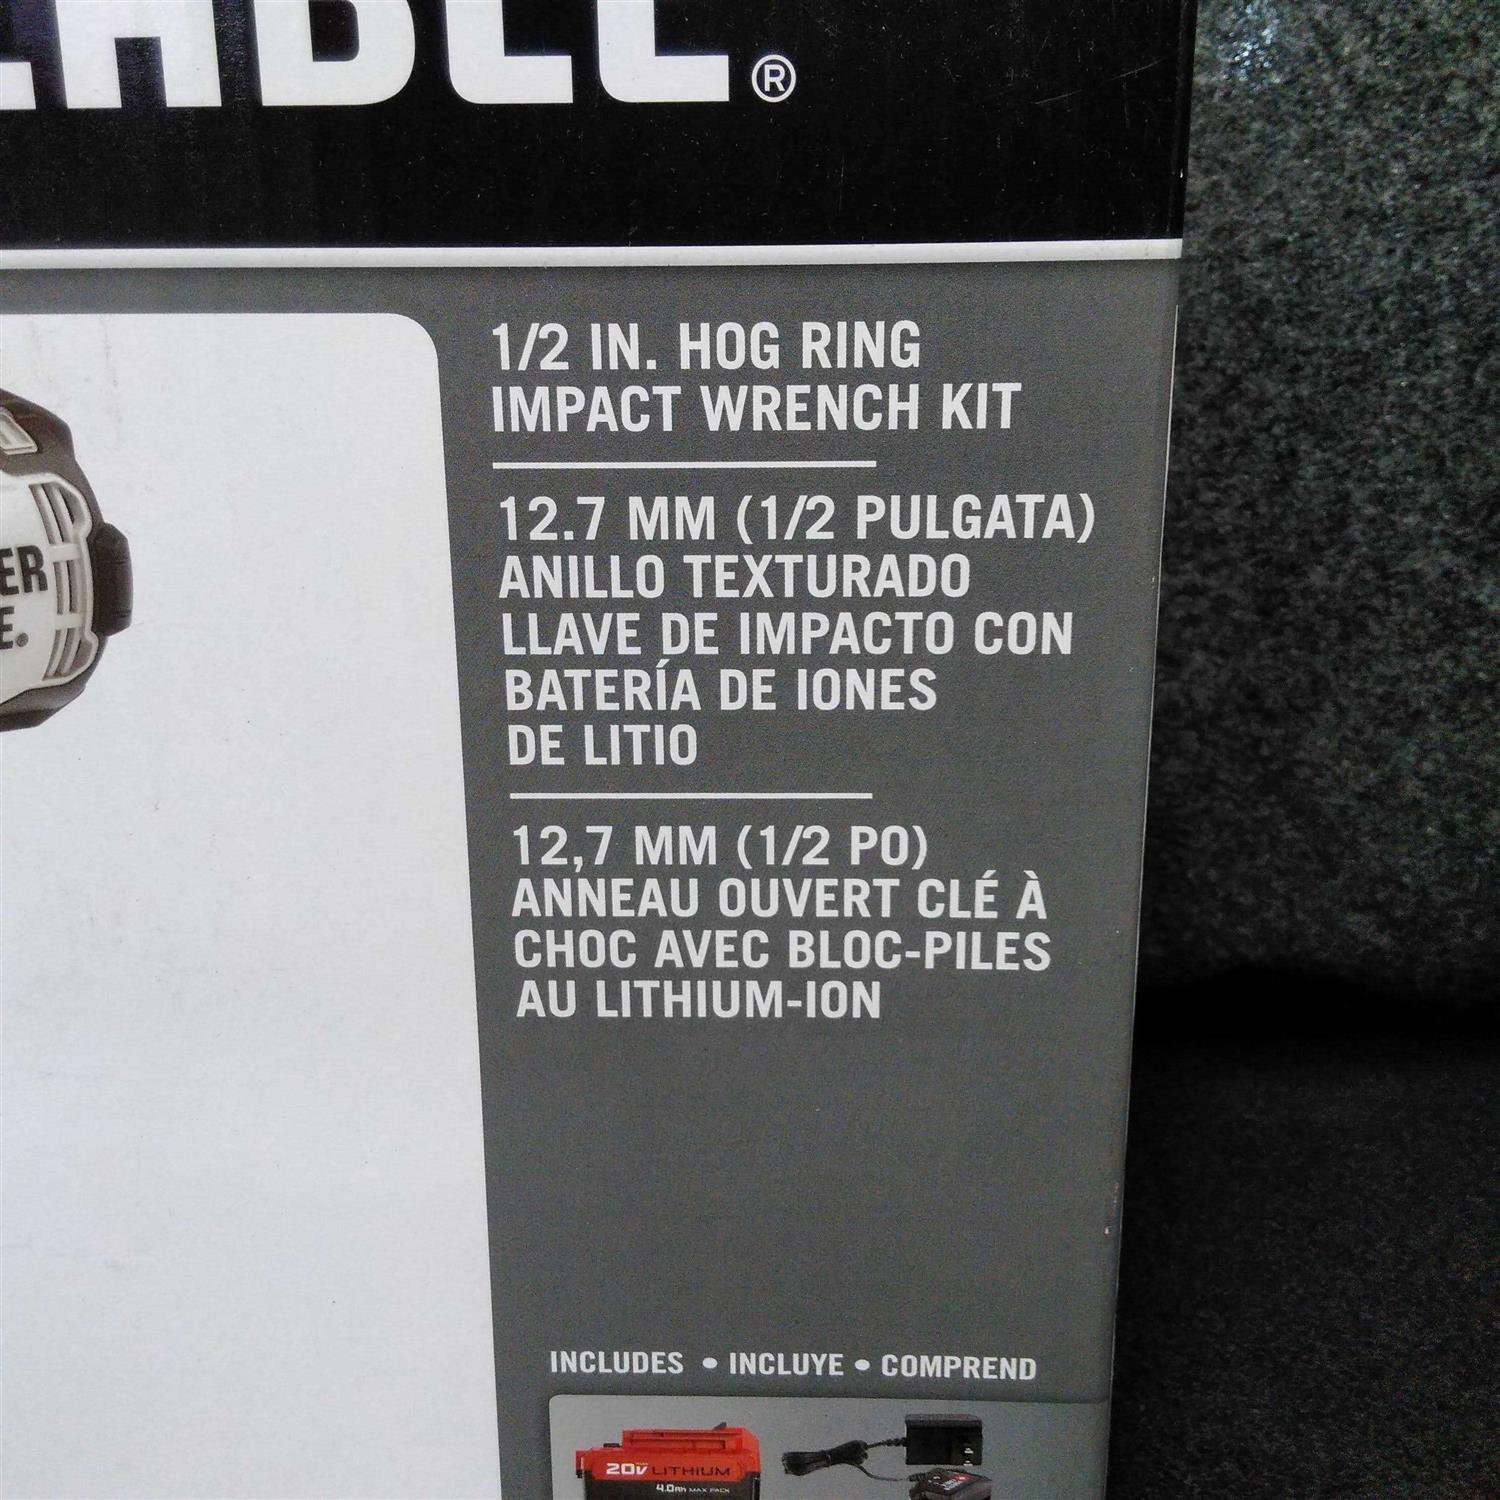 ®
1/2 IN. HOG RING
IMPACT WRENCH KIT
12.7 MM (1/2 PULGATA)
ANILLO TEXTURADO
LLAVE DE IMPACTO CON
BATERÍA DE IONES
DE LITIO
12,7 MM (1/2 PO)
ANNEAU OUVERT CLÉ À
CHOC AVEC BLOC-PILES
AU LITHIUM-ION
INCLUDES • INCLUYE • COMPREND
20V LITHIUM
4.0Ah MAX PACK